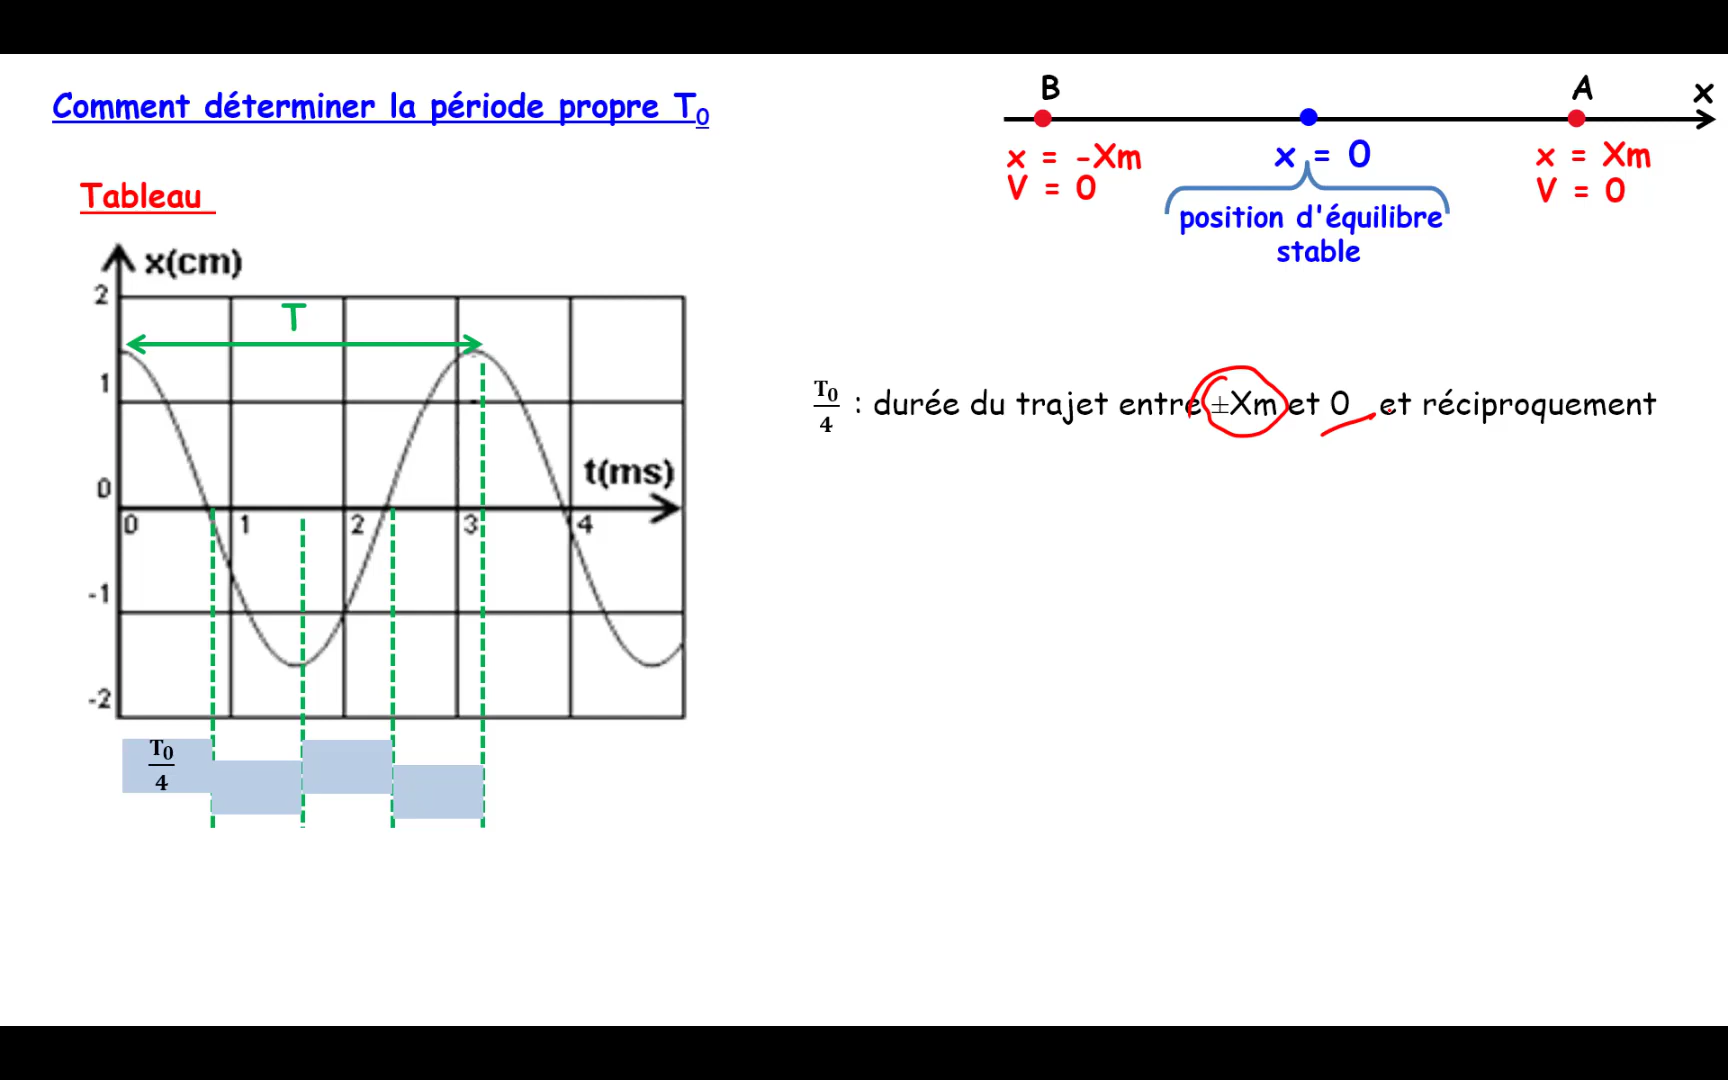 Comment déterminer la période propre T₀
B
A
x
x = -Xm
V = 0
x = 0
x = Xm
V = 0
position d'équilibre
stable
Tableau
x(cm)
2
T
1
0
t(ms)
0
1
2
3
4
-1
-2
T₀
4
T₀/4 : durée du trajet entre ±Xm et 0 et réciproquement